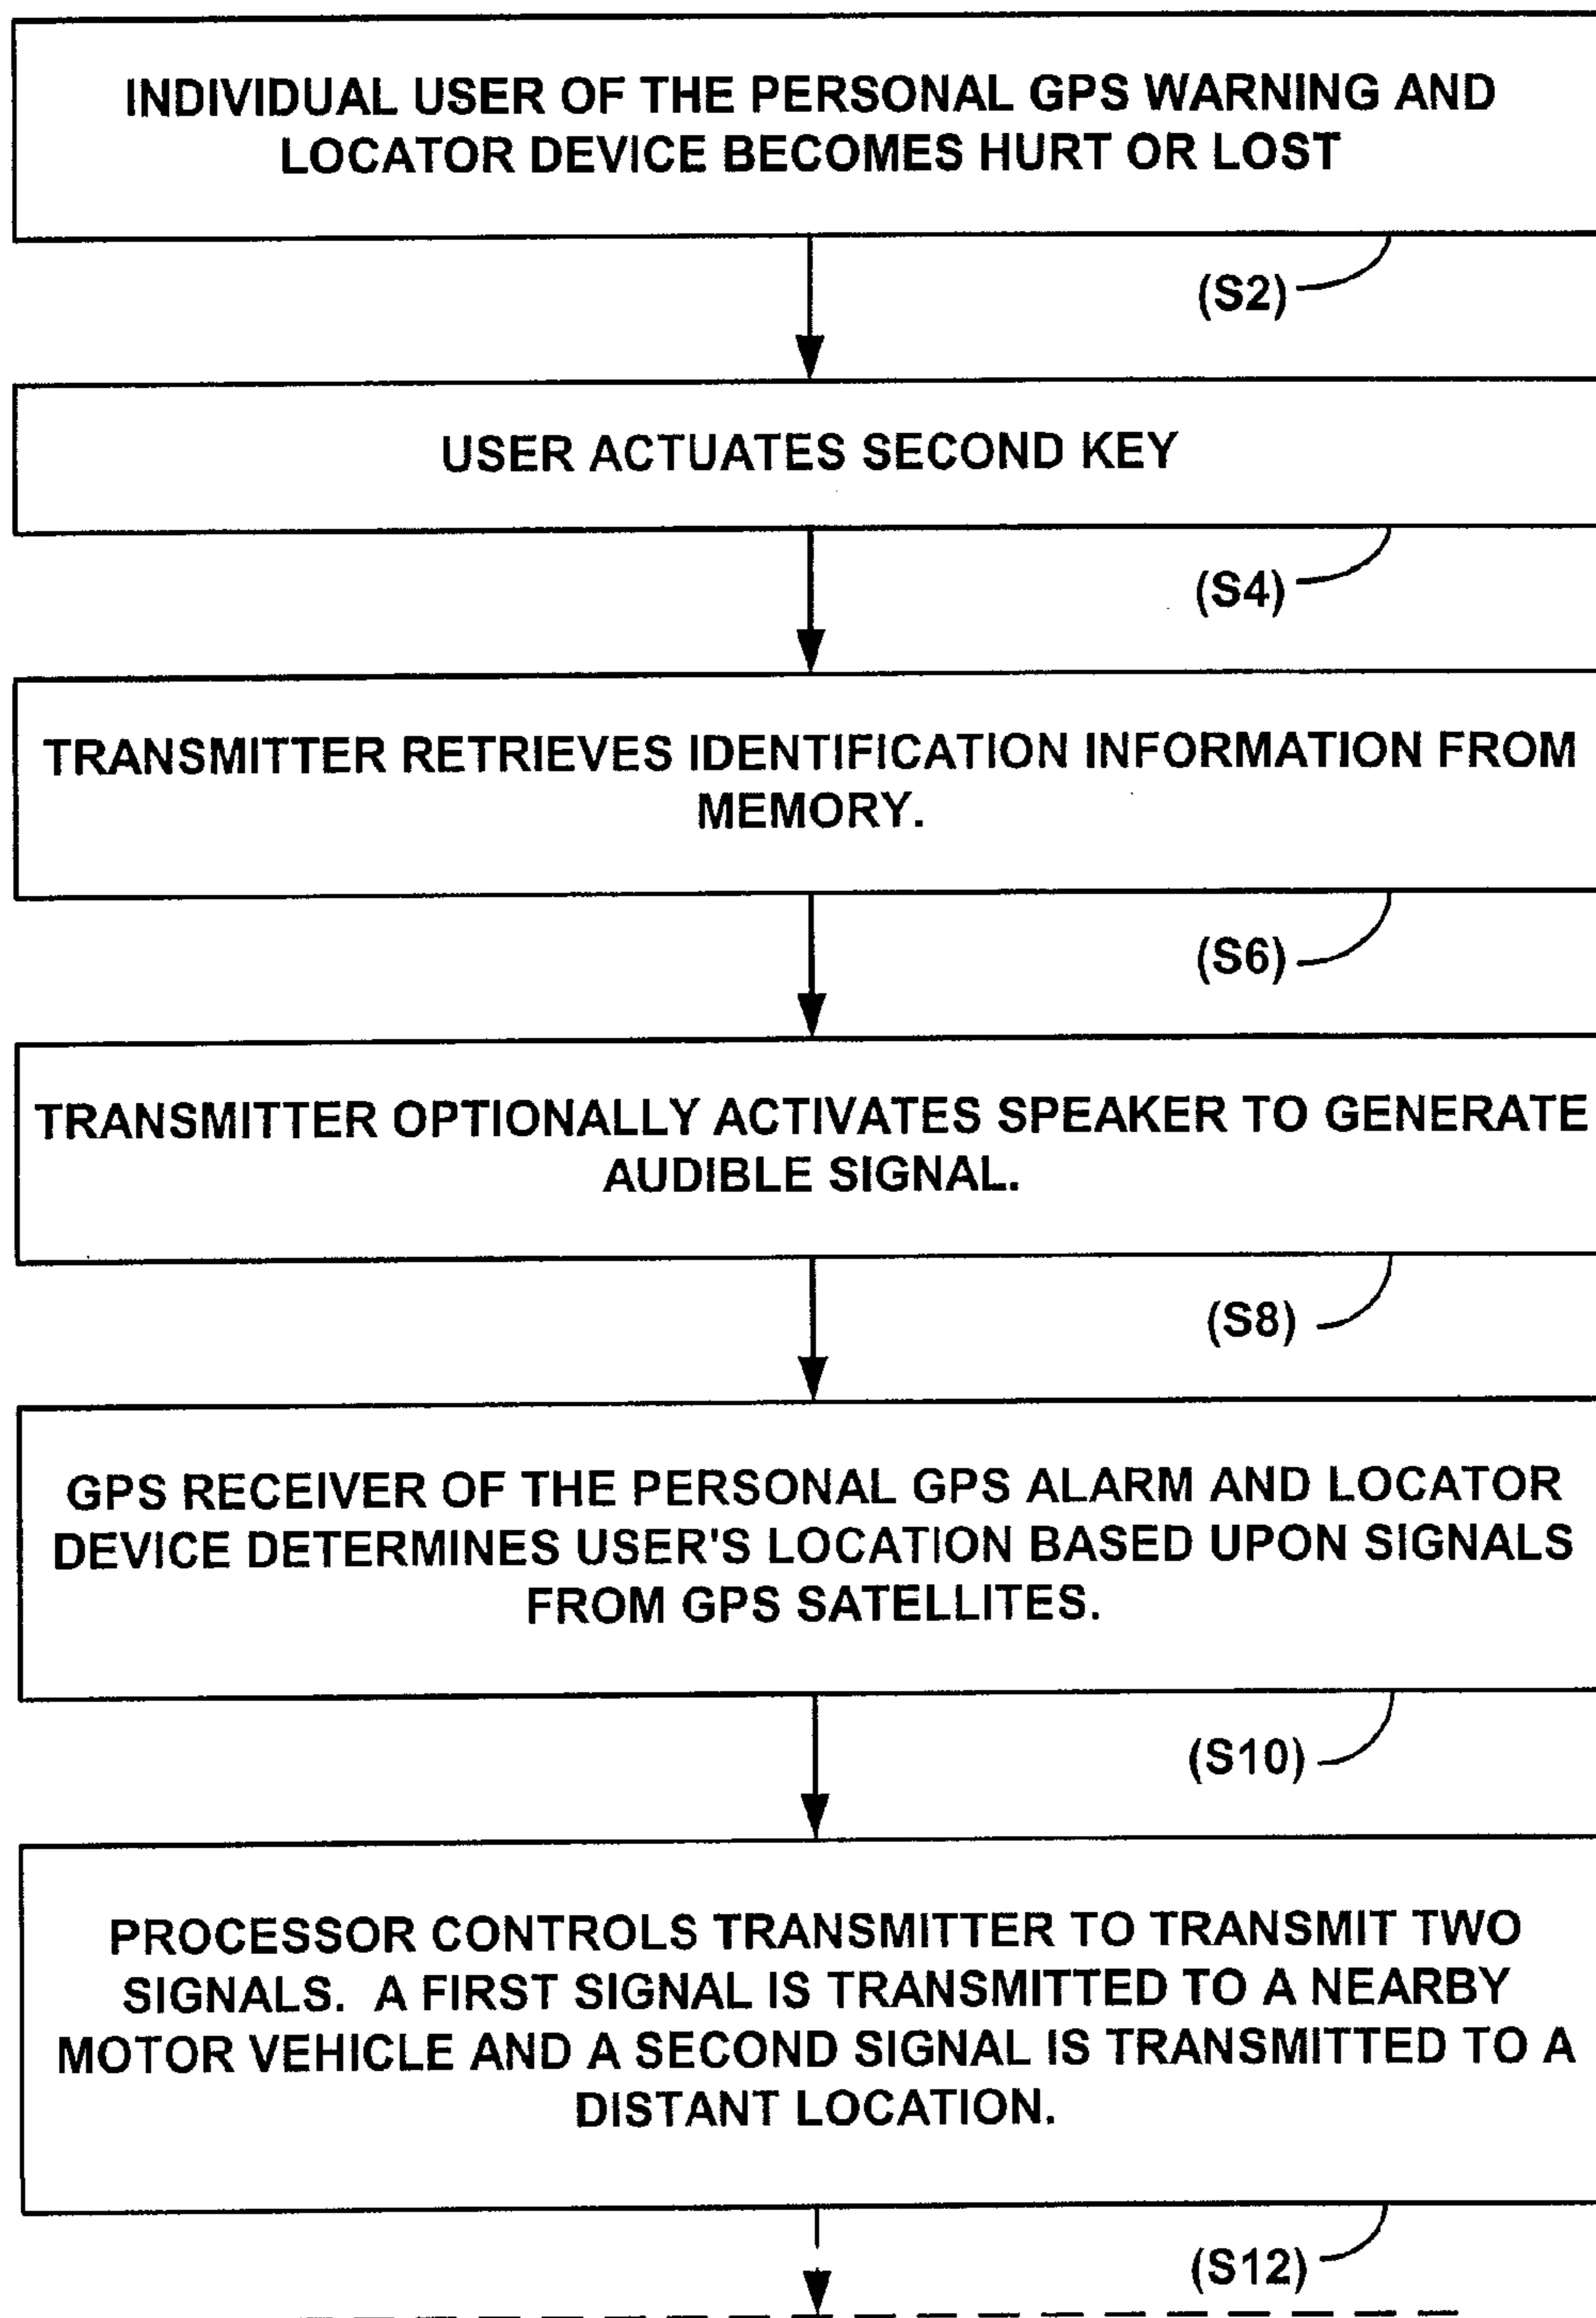 INDIVIDUAL USER OF THE PERSONAL GPS WARNING AND
LOCATOR DEVICE BECOMES HURT OR LOST
(S2)
USER ACTUATES SECOND KEY
(S4)
TRANSMITTER RETRIEVES IDENTIFICATION INFORMATION FROM
MEMORY.
(S6)
TRANSMITTER OPTIONALLY ACTIVATES SPEAKER TO GENERATE
AUDIBLE SIGNAL.
(S8)
GPS RECEIVER OF THE PERSONAL GPS ALARM AND LOCATOR
DEVICE DETERMINES USER'S LOCATION BASED UPON SIGNALS
FROM GPS SATELLITES.
(S10)
PROCESSOR CONTROLS TRANSMITTER TO TRANSMIT TWO
SIGNALS. A FIRST SIGNAL IS TRANSMITTED TO A NEARBY
MOTOR VEHICLE AND A SECOND SIGNAL IS TRANSMITTED TO A
DISTANT LOCATION.
(S12)